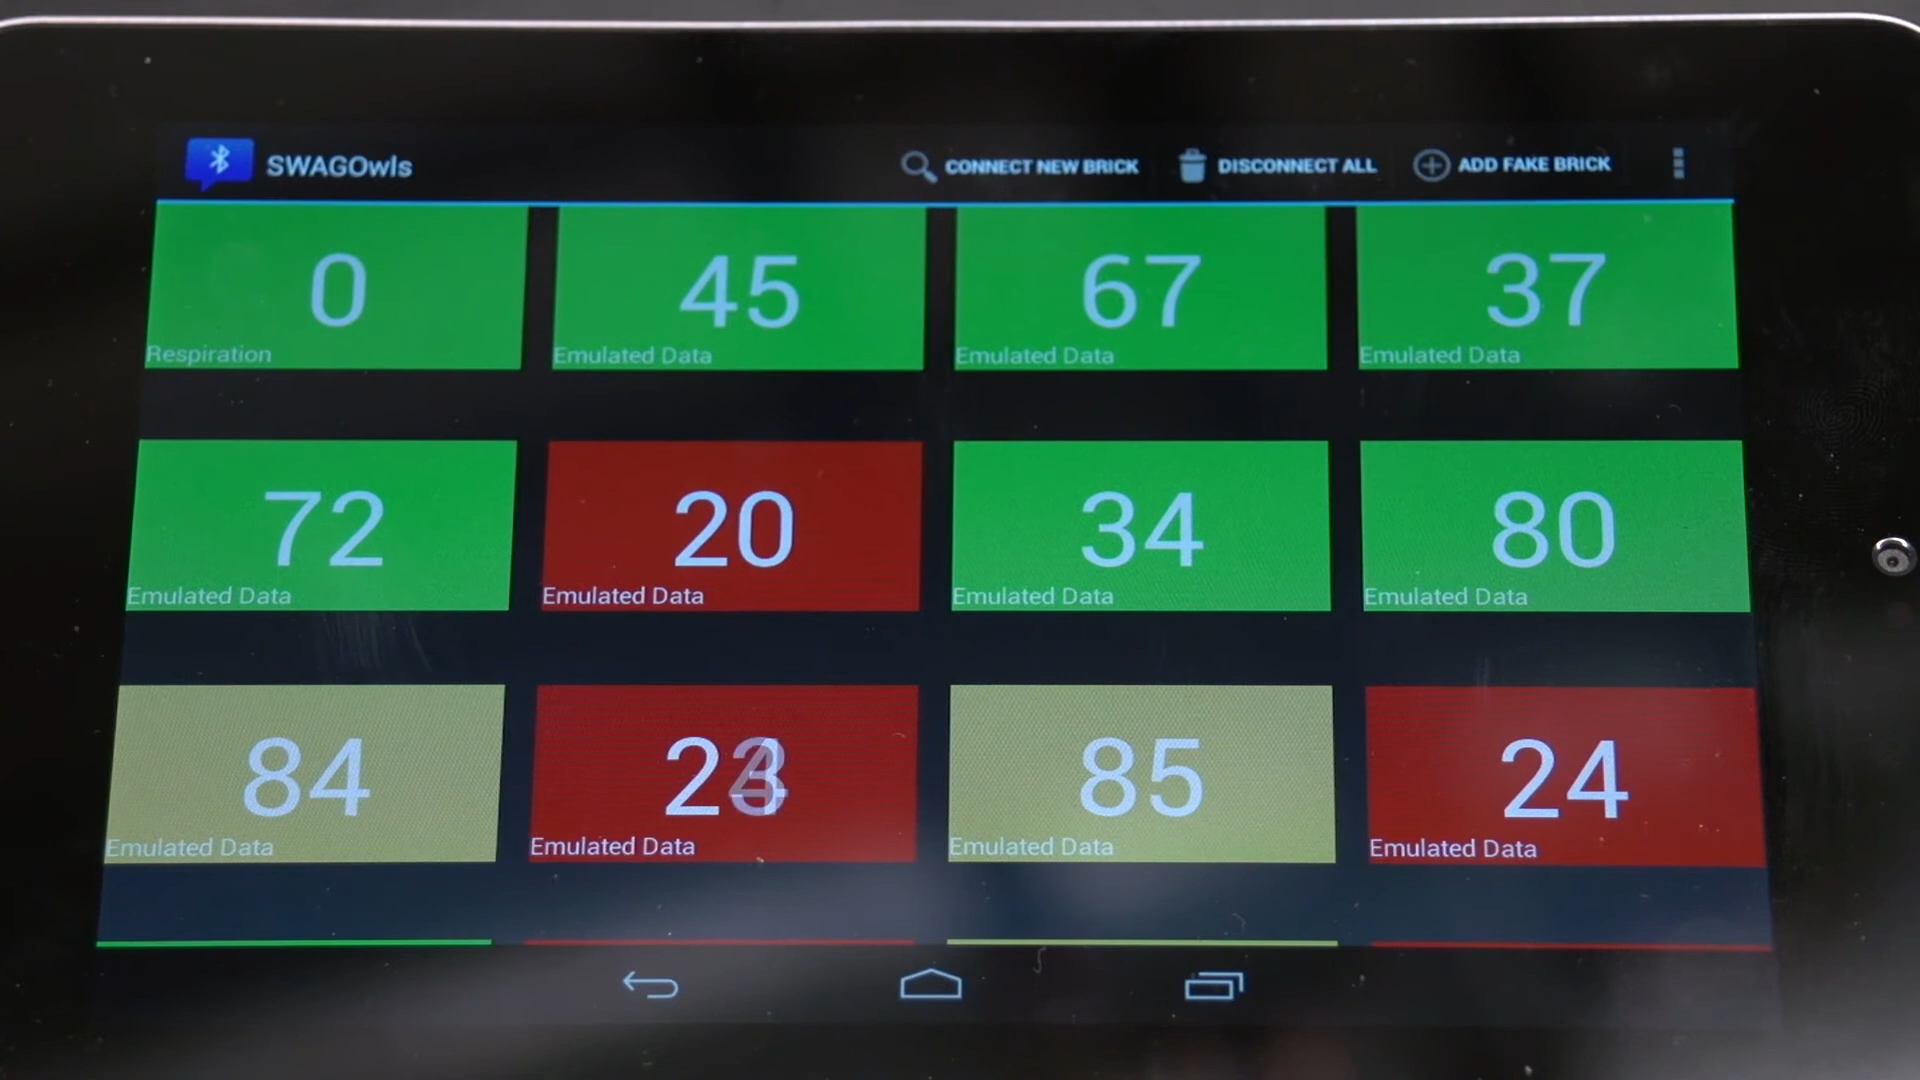 SWAGOwls
CONNECT NEW BRICK
DISCONNECT ALL
ADD FAKE BRICK
0
45
67
37
Respiration
Emulated Data
Emulated Data
Emulated Data
72
20
34
80
Emulated Data
Emulated Data
Emulated Data
Emulated Data
84
85
24
Emulated Data
Emulated Data
Emulated Data
Emulated Data